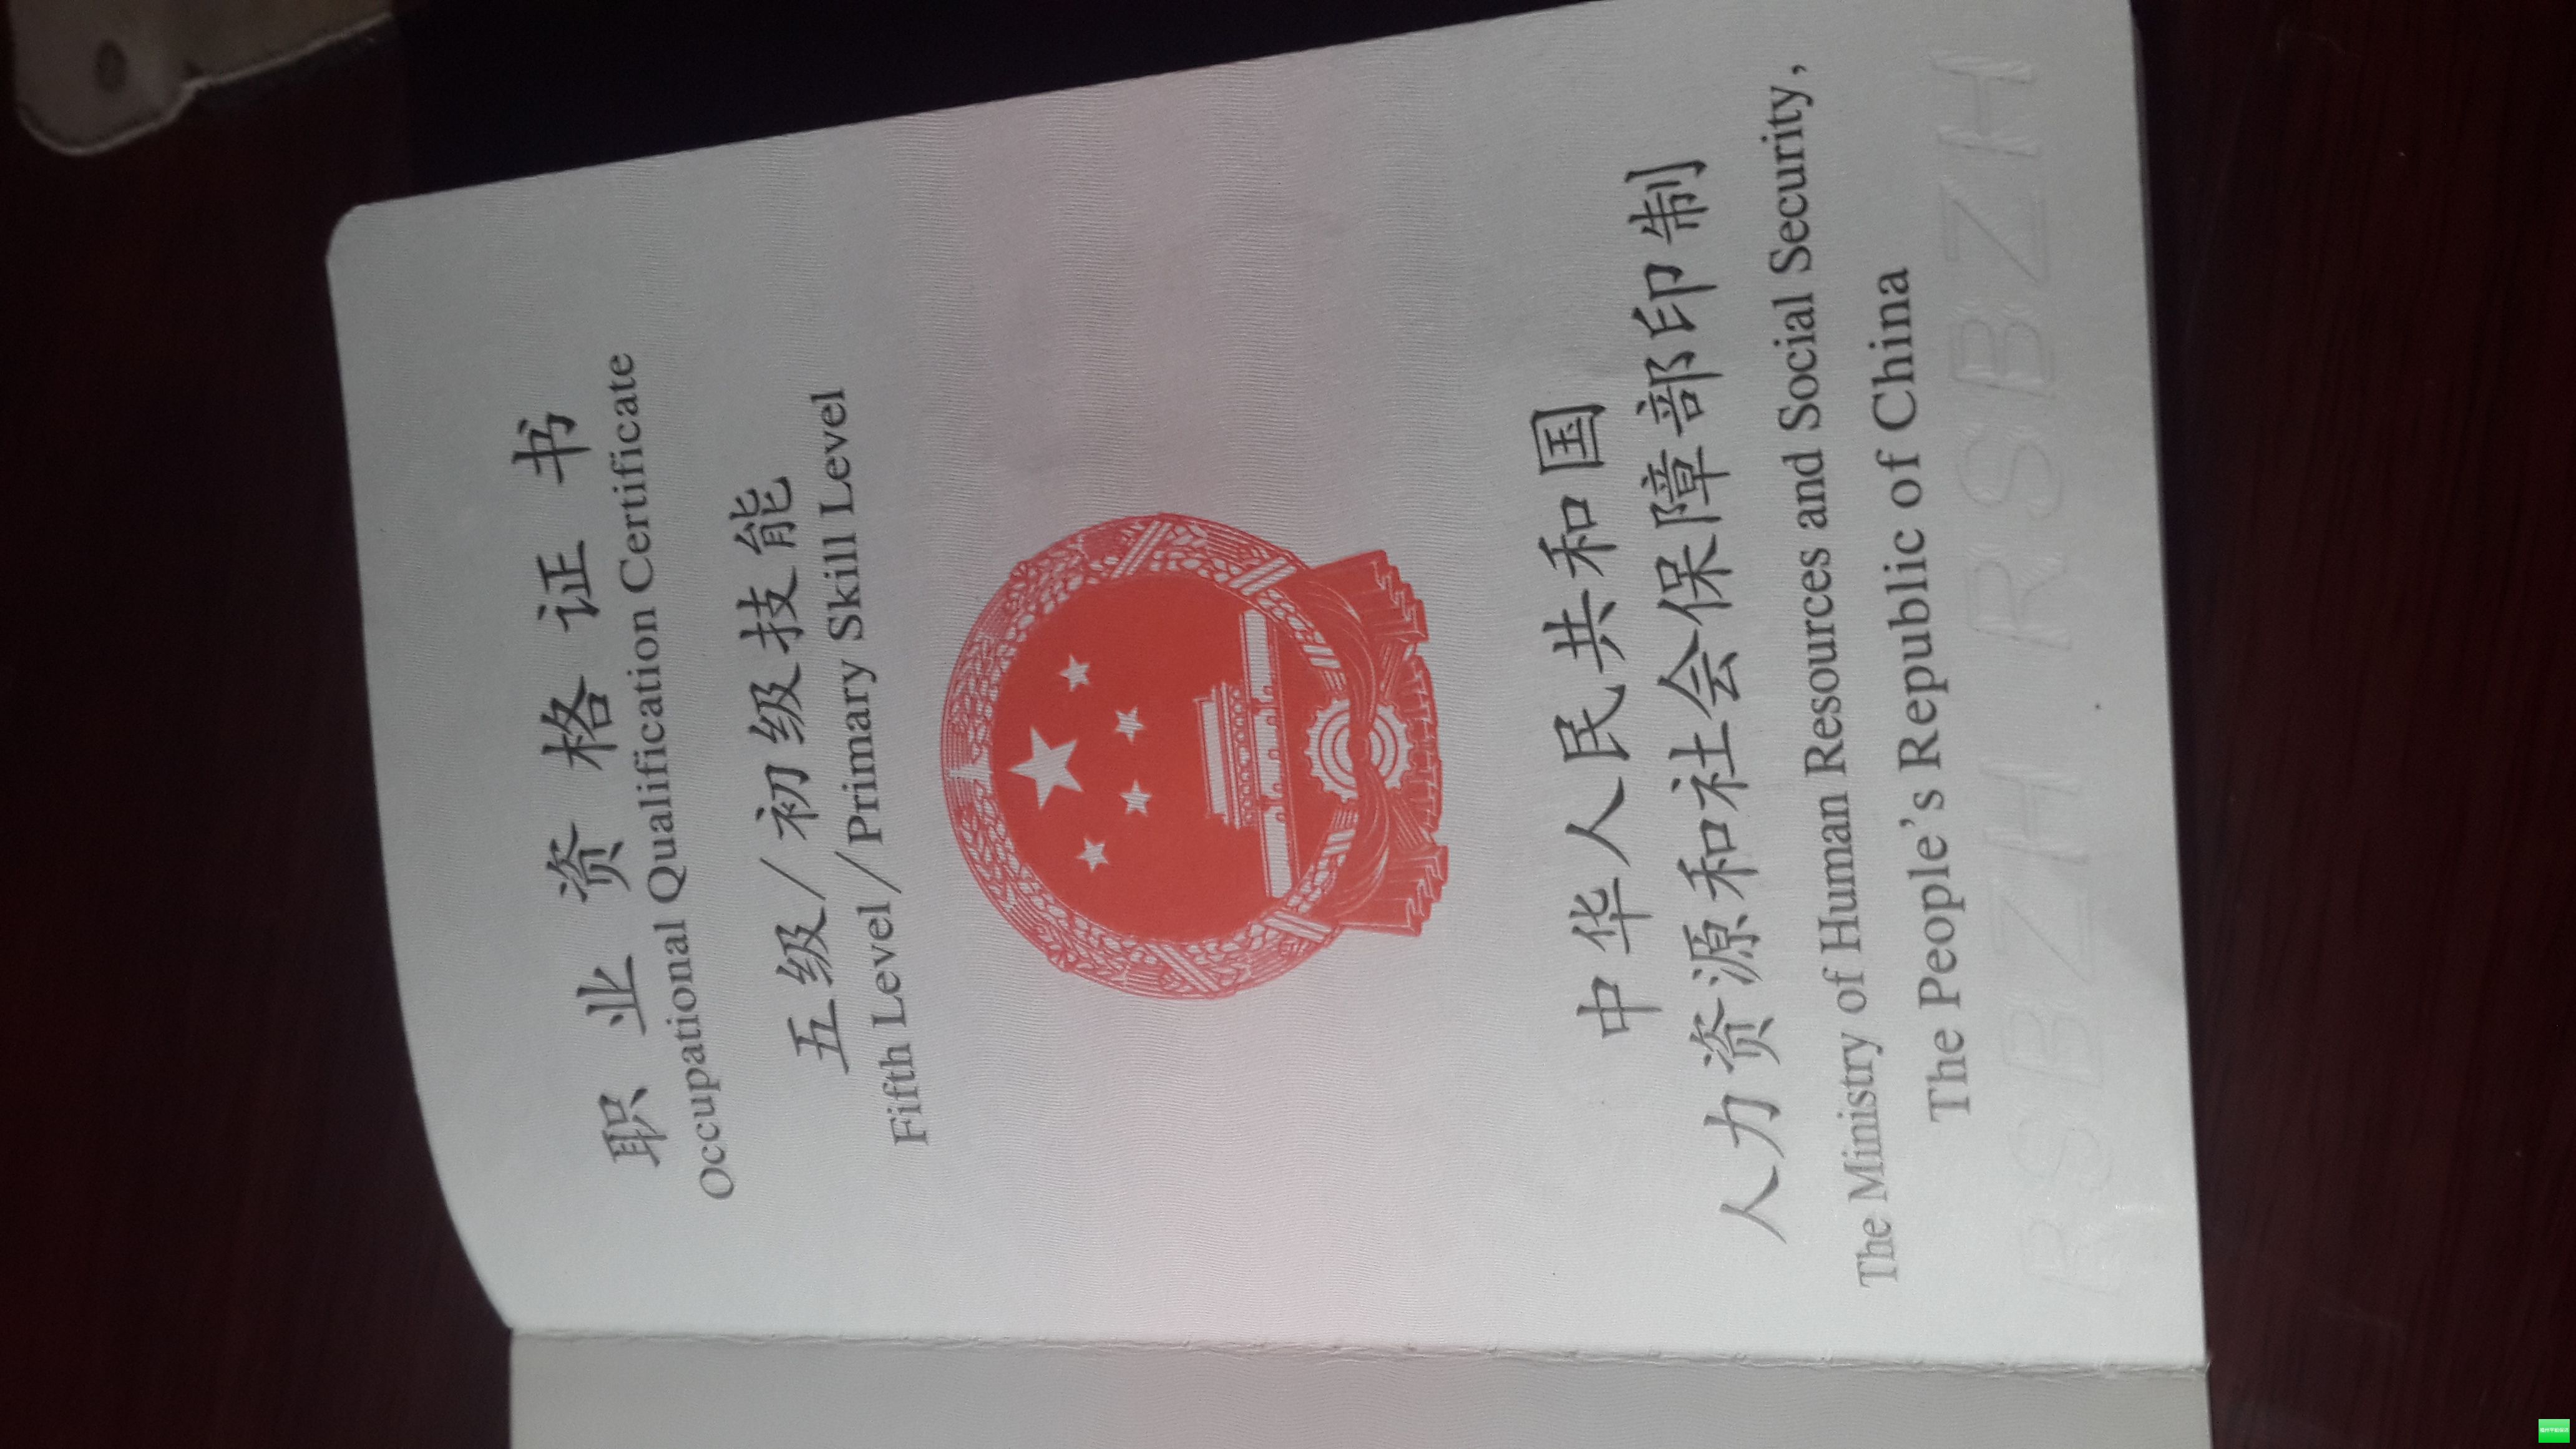 职业资格证书
Occupational Qualification Certificate
五级/初级技能
Fifth Level/Primary Skill Level
中华人民共和国
人力资源和社会保障部印制
The Ministry of Human Resources and Social Security,
The People's Republic of China
RSBZH RSBZH